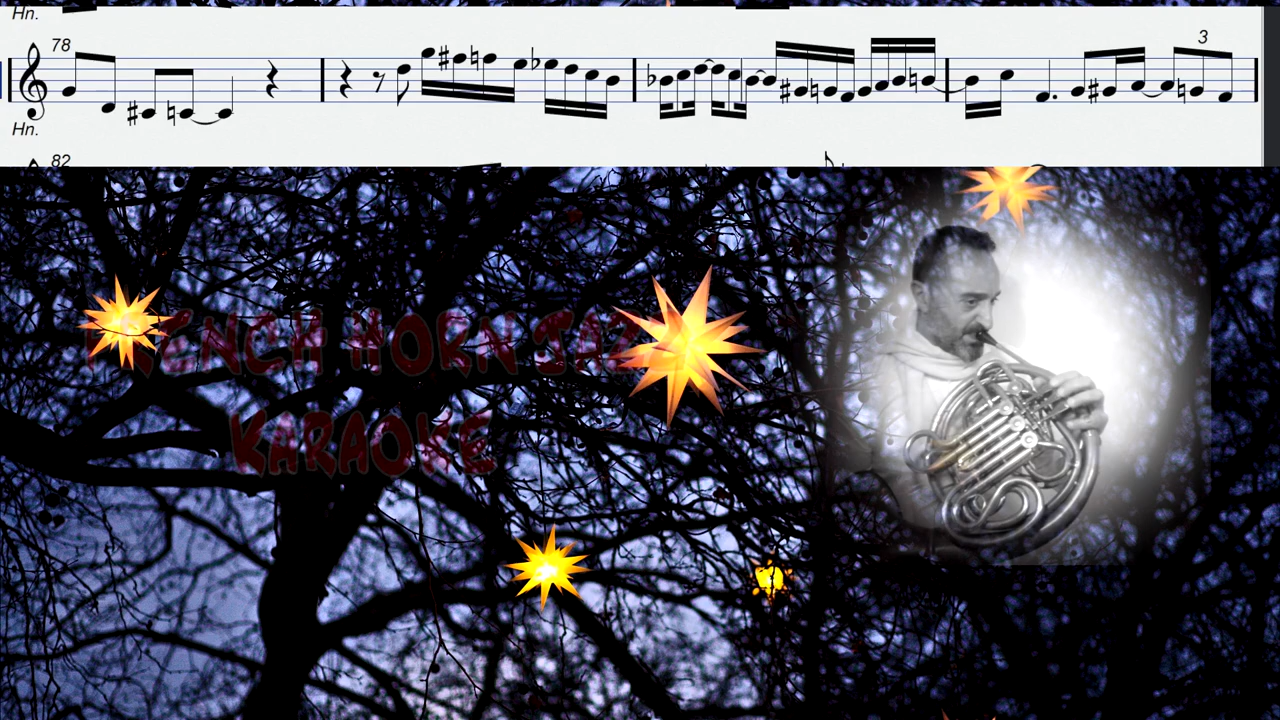 Hn.
78
3
Hn.
82
FRENCH HORN JAZZ
KARAOKE